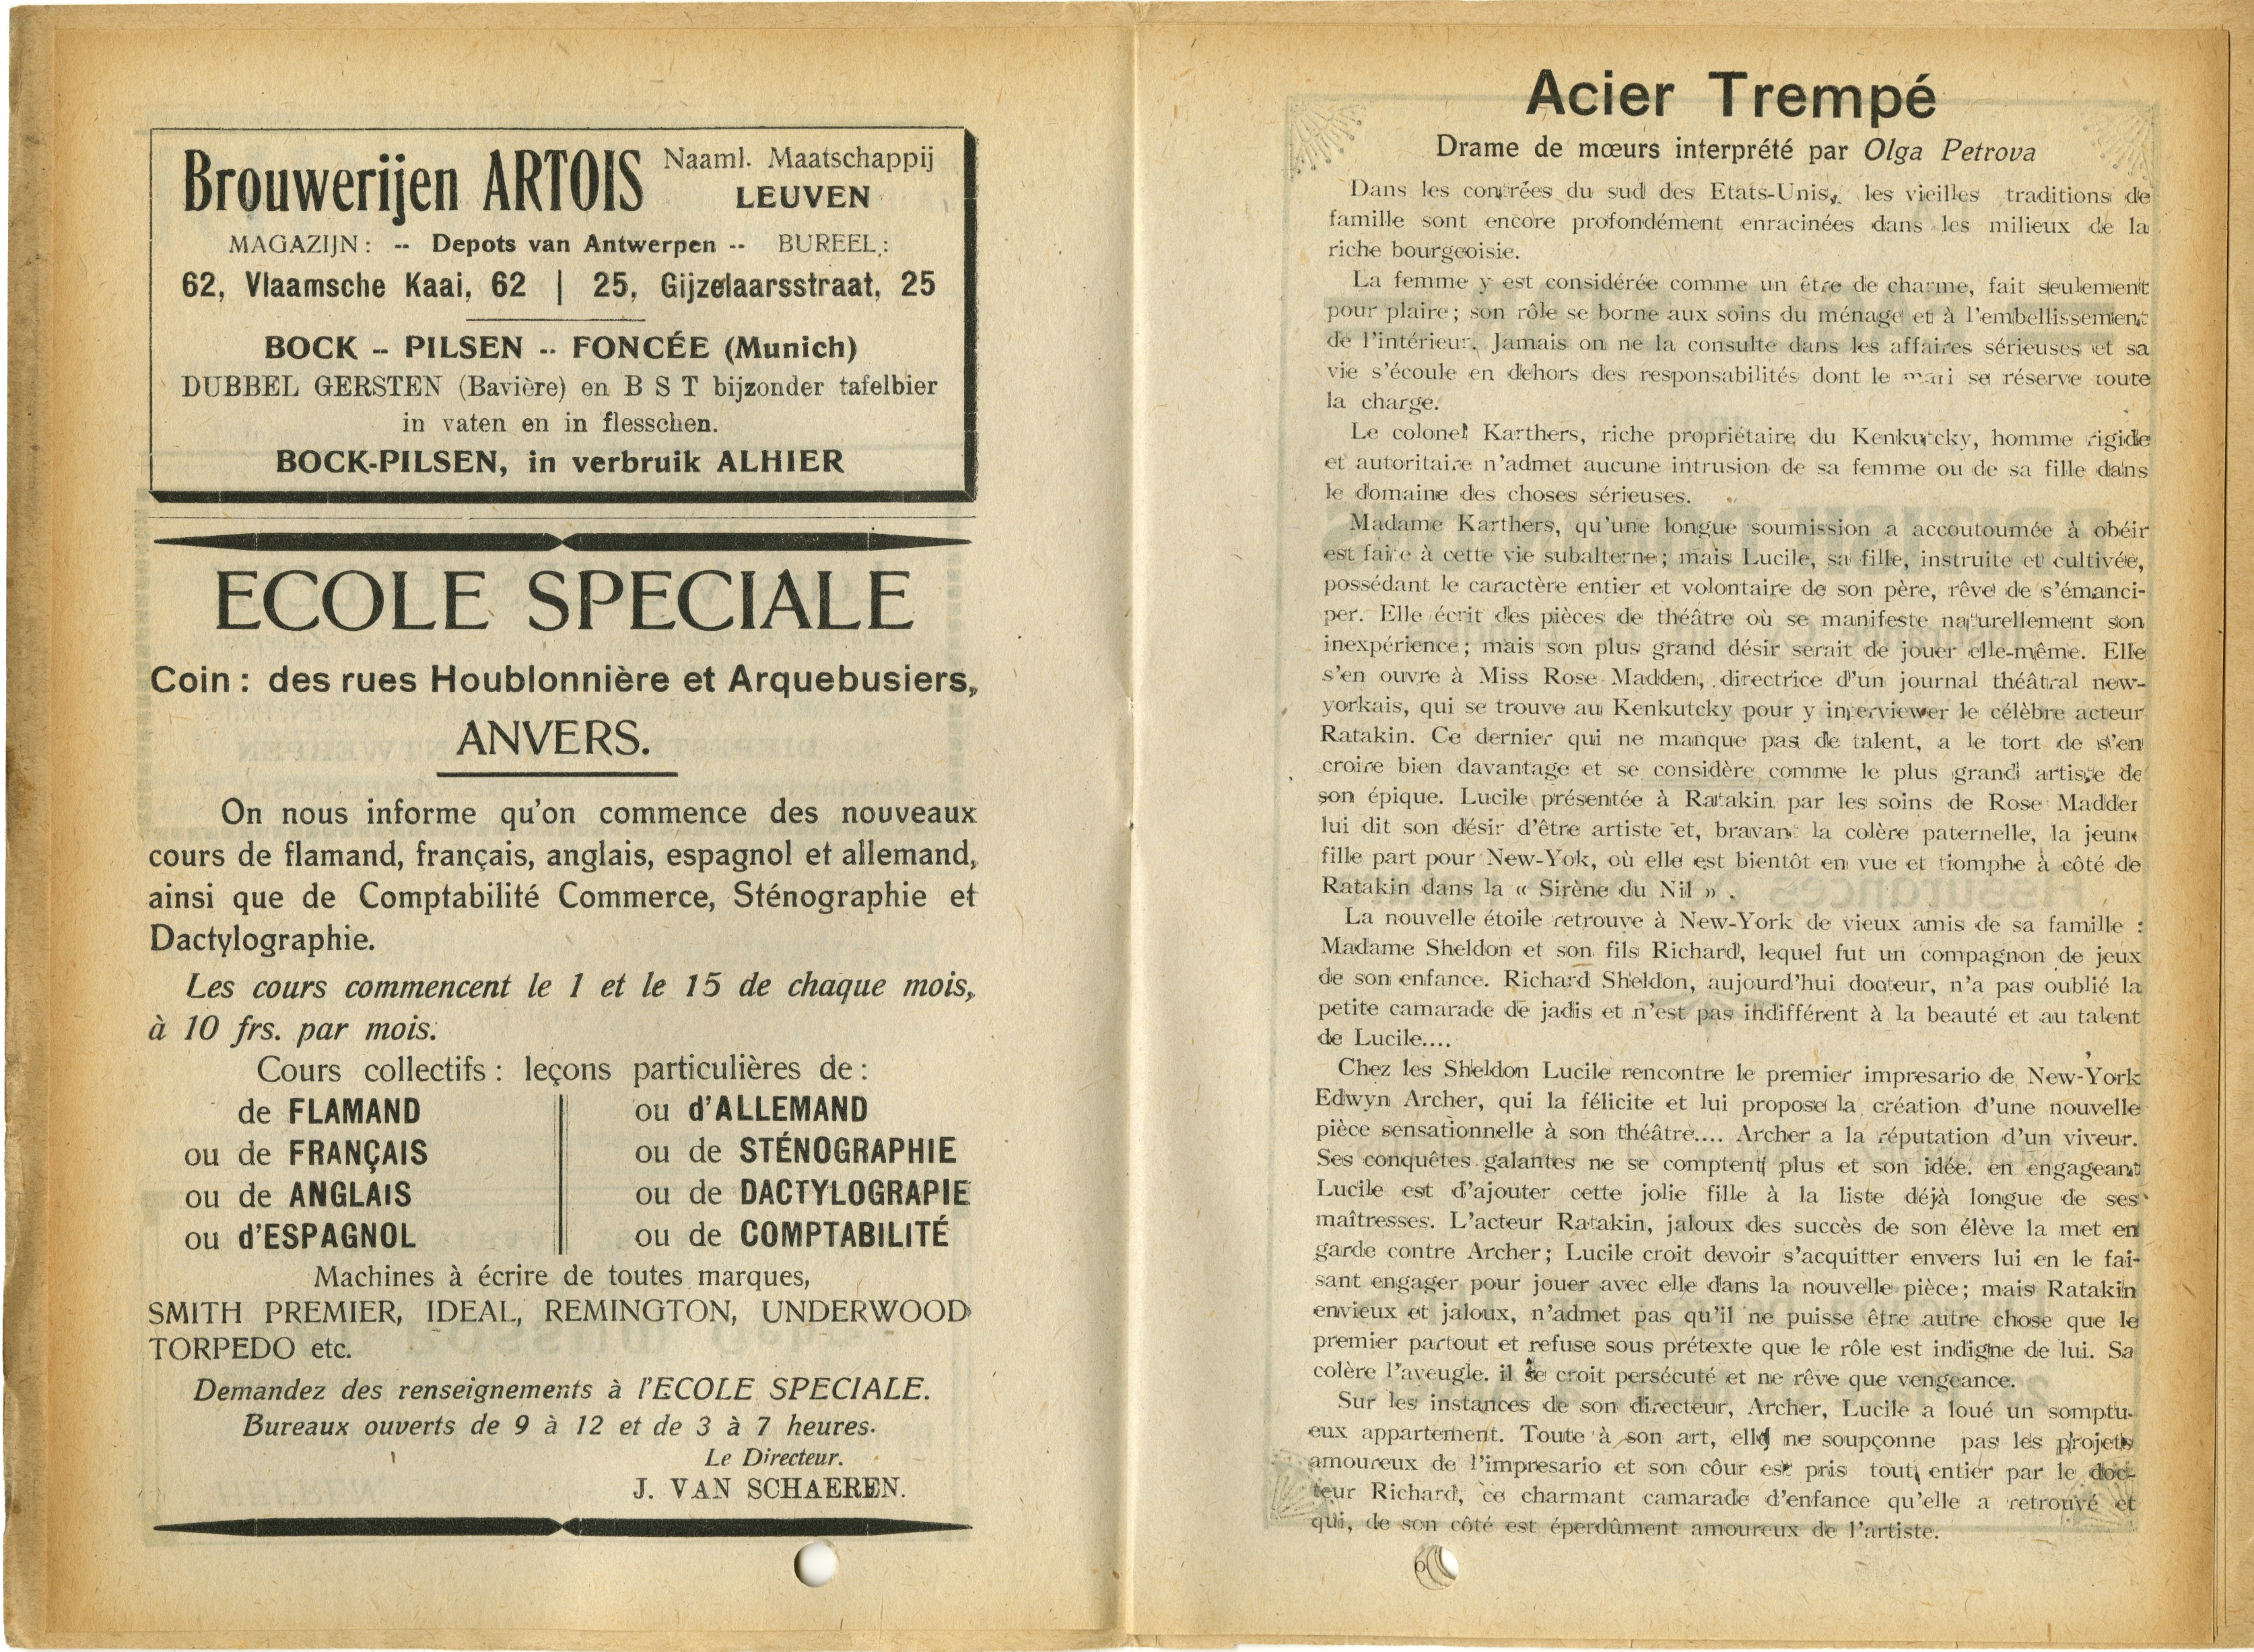 Brouwerijen ARTOIS Naaml. Maatschappij
LEUVEN
MAGAZIJN: -- Depots van Antwerpen -- BUREEL:
62, Vlaamsche Kaai, 62 | 25, Gijzelaarsstraat, 25
BOCK -- PILSEN -- FONCÉE (Munich)
DUBBEL GERSTEN (Bavière) en B S T bijzonder tafelbier
in vaten en in flesschen.
BOCK-PILSEN, in verbruik ALHIER
ECOLE SPECIALE
Coin : des rues Houblonnière et Arquebusiers,
ANVERS.
On nous informe qu'on commence des nouveaux
cours de flamand, français, anglais, espagnol et allemand,
ainsi que de Comptabilité Commerce, Sténographie et
Dactylographie.
Les cours commencent le 1 et le 15 de chaque mois,
à 10 frs. par mois.
Cours collectifs : leçons particulières de :
de FLAMAND
ou de FRANÇAIS
ou de ANGLAIS
ou d'ESPAGNOL
ou d'ALLEMAND
ou de STÉNOGRAPHIE
ou de DACTYLOGRAPIE
ou de COMPTABILITÉ
Machines à écrire de toutes marques,
SMITH PREMIER, IDEAL, REMINGTON, UNDERWOOD
TORPEDO etc.
Demandez des renseignements à l'ECOLE SPECIALE.
Bureaux ouverts de 9 à 12 et de 3 à 7 heures.
Le Directeur.
J. VAN SCHAEREN.
Acier Trempé
Drame de mœurs interprété par Olga Petrova
Dans les contrées du sud des Etats-Unis, les vieilles traditions de
famille sont encore profondément enracinées dans les milieux de la
riche bourgeoisie.
La femme y est considérée comme un être de charme, fait seulement
pour plaire ; son rôle se borne aux soins du ménage et à l'embellissement
de l'intérieur. Jamais on ne la consulte dans les affaires sérieuses et sa
vie s'écoule en dehors des responsabilités dont le mari se réserve toute
la charge.
Le colonel Karthers, riche propriétaire du Kenkutcky, homme rigide
et autoritaire n'admet aucune intrusion de sa femme ou de sa fille dans
le domaine des choses sérieuses.
Madame Karthers, qu'une longue soumission a accoutoumée à obéir
est faite à cette vie subalterne ; mais Lucile, sa fille, instruite et cultivée,
possédant le caractère entier et volontaire de son père, rêve de s'émanci-
per. Elle écrit des pièces de théâtre où se manifeste naturellement son
inexpérience ; mais son plus grand désir serait de jouer elle-même. Elle
s'en ouvre à Miss Rose Madden, directrice d'un journal théâtral new-
yorkais, qui se trouve au Kenkutcky pour y interviewer le célèbre acteur
Ratakin. Ce dernier qui ne manque pas de talent, a le tort de s'en
croire bien davantage et se considère comme le plus grand artiste de
son épique. Lucile présentée à Ratakin par les soins de Rose Madder
lui dit son désir d'être artiste et, bravant la colère paternelle, la jeune
fille part pour New-Yok, où elle est bientôt en vue et tiomphe à côté de
Ratakin dans la « Sirène du Nil » .
La nouvelle étoile retrouve à New-York de vieux amis de sa famille :
Madame Sheldon et son fils Richard, lequel fut un compagnon de jeux
de son enfance. Richard Sheldon, aujourd'hui docteur, n'a pas oublié la
petite camarade de jadis et n'est pas indifférent à la beauté et au talent
de Lucile....
Chez les Sheldon Lucile rencontre le premier impresario de New-York
Edwyn Archer, qui la félicite et lui propose la création d'une nouvelle
pièce sensationnelle à son théâtre.... Archer a la réputation d'un viveur.
Ses conquêtes galantes ne se comptent plus et son idée. en engageant
Lucile est d'ajouter cette jolie fille à la liste déjà longue de ses
maîtresses. L'acteur Ratakin, jaloux des succès de son élève la met en
garde contre Archer ; Lucile croit devoir s'acquitter envers lui en le fai-
sant engager pour jouer avec elle dans la nouvelle pièce ; mais Ratakin
envieux et jaloux, n'admet pas qu'il ne puisse être autre chose que le
premier partout et refuse sous prétexte que le rôle est indigne de lui. Sa
colère l'aveugle. il se croit persécuté et ne rêve que vengeance.
Sur les instances de son directeur, Archer, Lucile a loué un somptu-
eux appartement. Toute à son art, elle ne soupçonne pas les projets
amoureux de l'impresario et son côur est pris tout entier par le doc-
teur Richard, ce charmant camarade d'enfance qu'elle a retrouvé et
qui, de son côté est éperdûment amoureux de l'artiste.